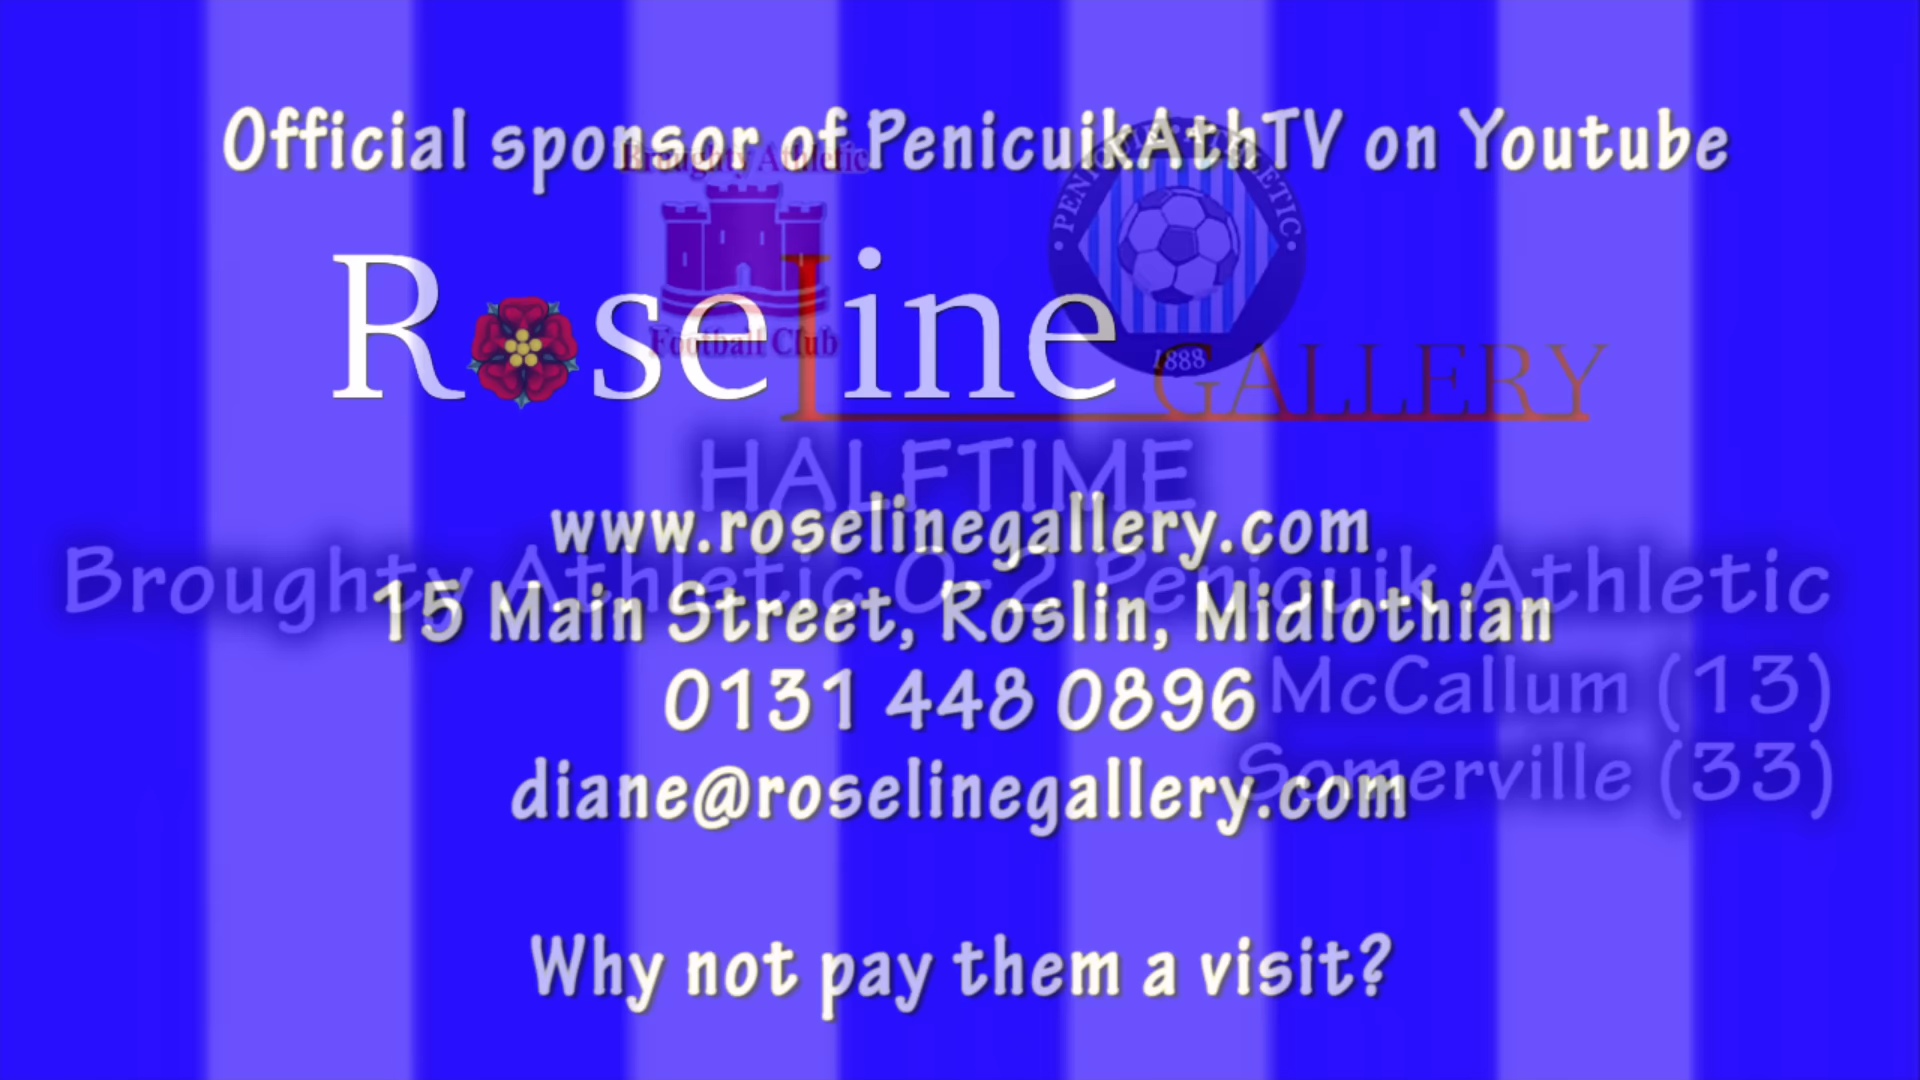 Official sponsor of PenicuikAthTV on Youtube
Broughty Athletic
Football Club
PENICUIK ATHLETIC
1888
RoseLine GALLERY
HALFTIME
www.roselinegallery.com
Broughty Athletic 0-2 Penicuik Athletic
15 Main Street, Roslin, Midlothian
McCallum (13)
0131 448 0896
Somerville (33)
diane@roselinegallery.com
Why not pay them a visit?